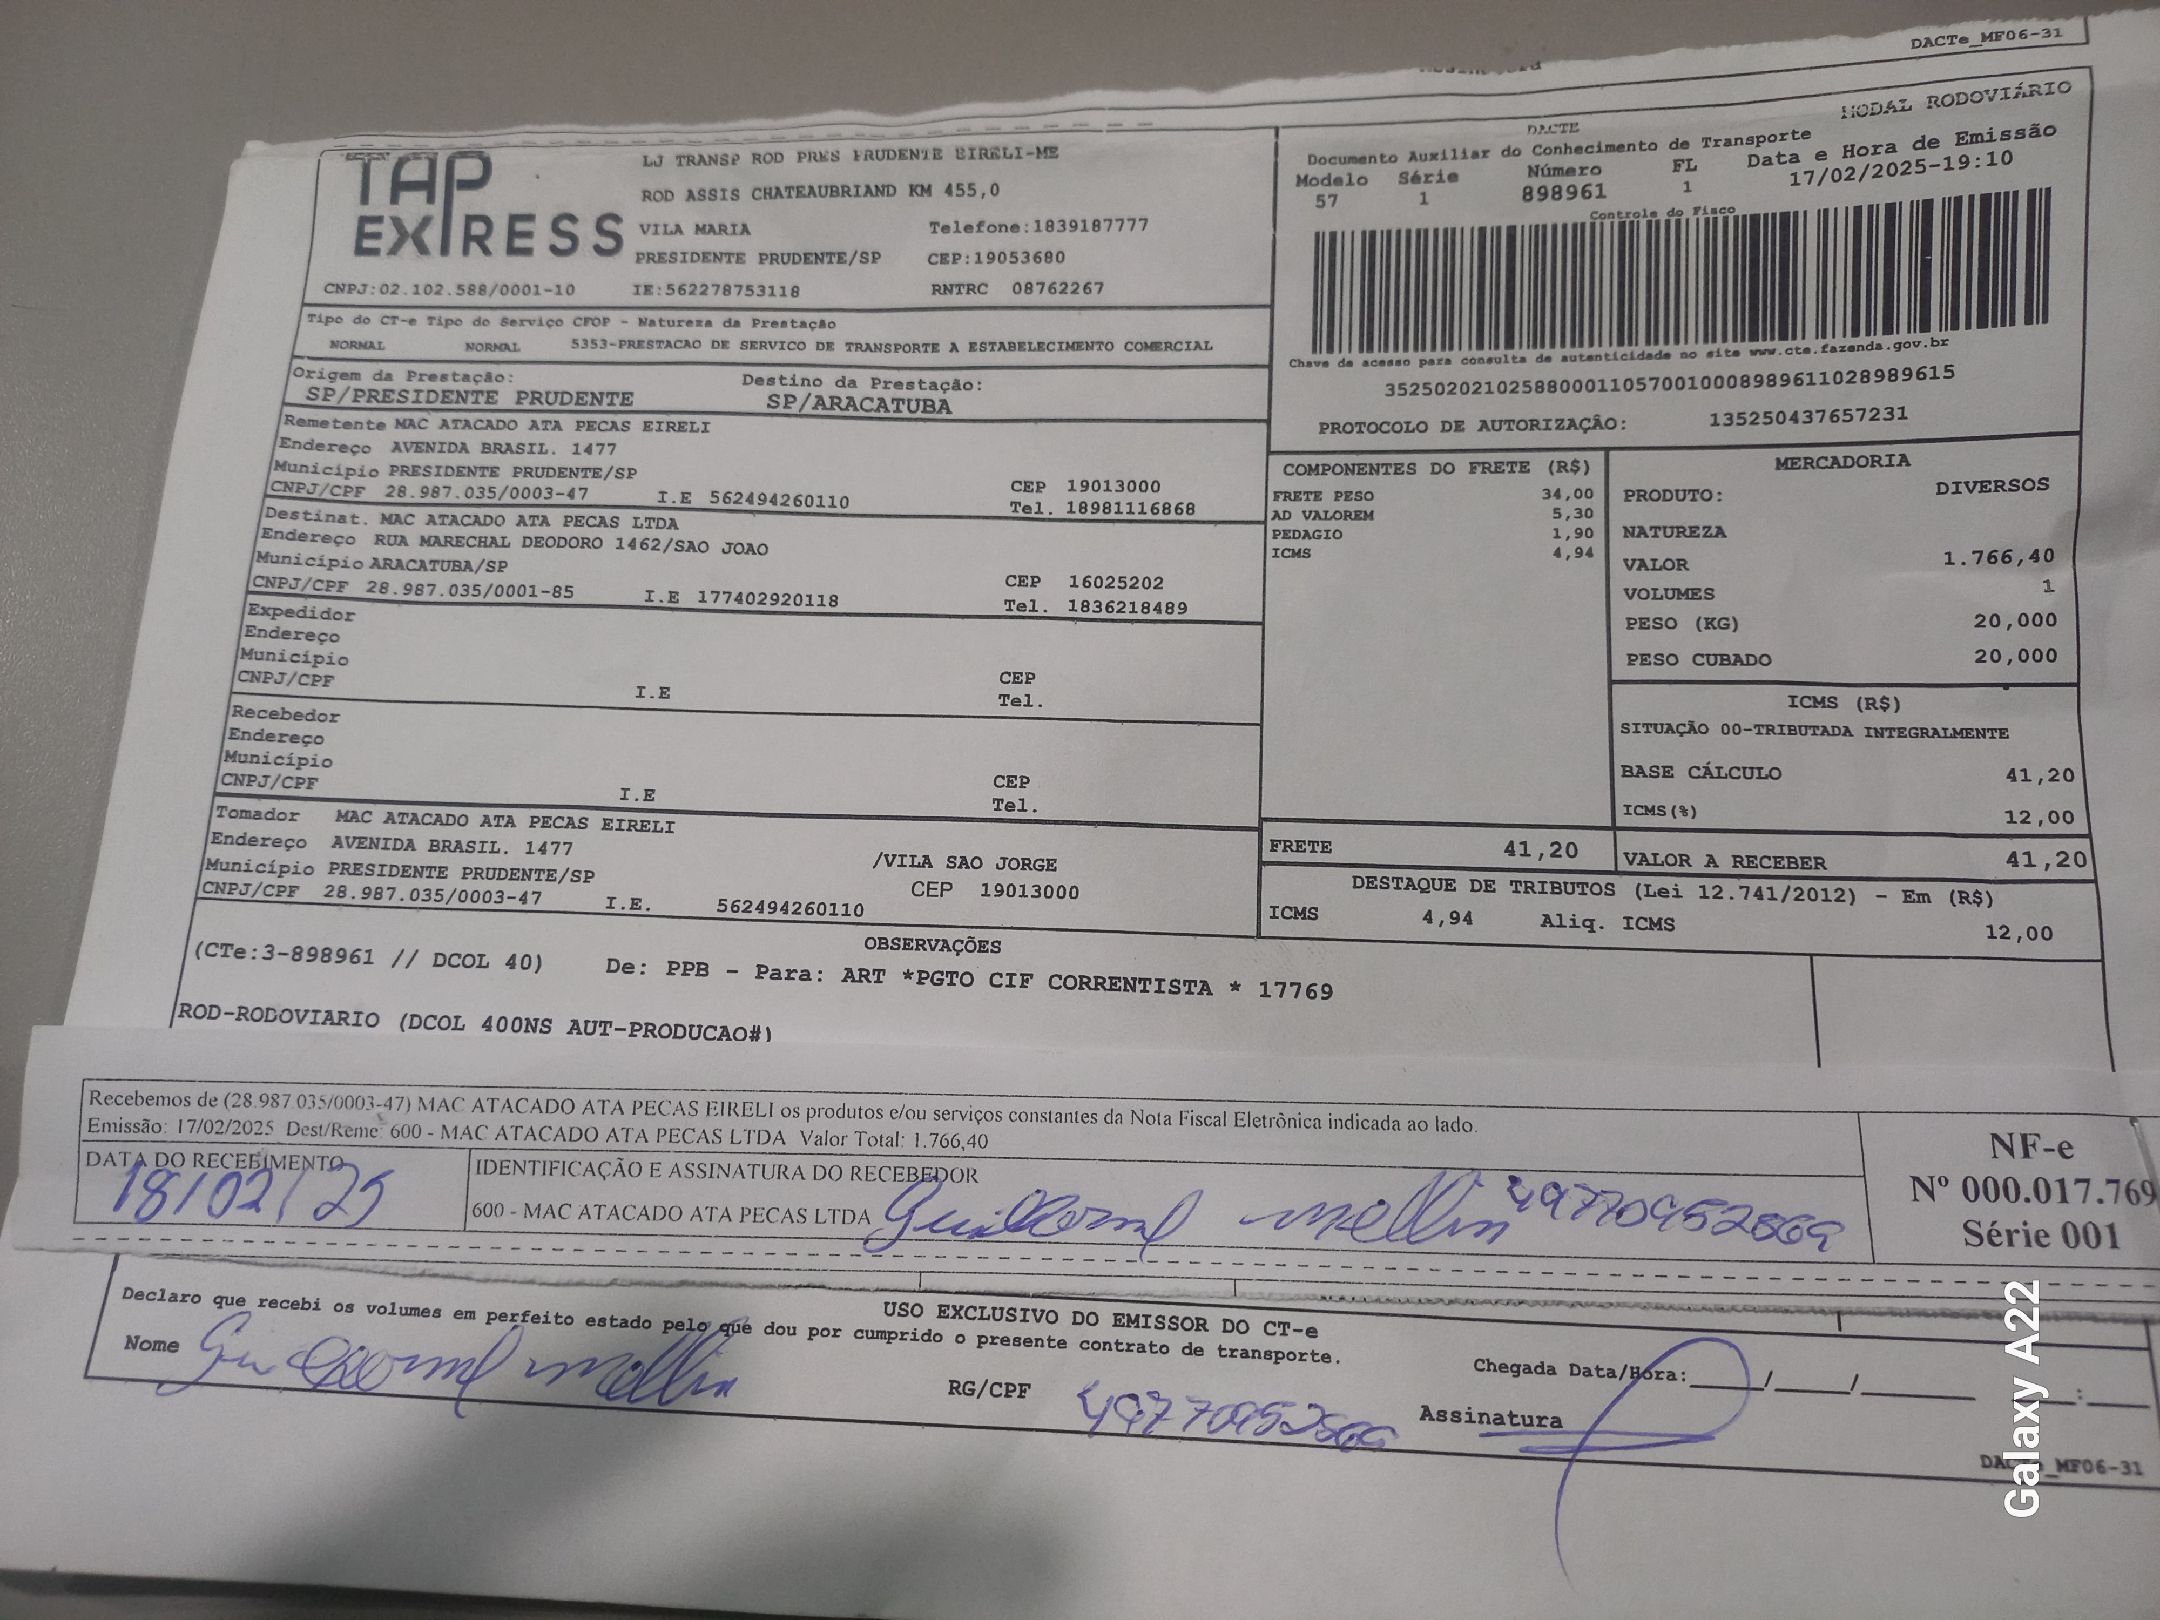 DACTe_MF06-31
MODAL RODOVIÁRIO
TAP EXPRESS
LJ TRANSP ROD PRES PRUDENTE EIRELI-ME
ROD ASSIS CHATEAUBRIAND KM 455,0
VILA MARIA Telefone:1839187777
PRESIDENTE PRUDENTE/SP CEP:19053680
CNPJ:02.102.588/0001-10 IE:562278753118 RNTRC 08762267
DACTE
Documento Auxiliar do Conhecimento de Transporte
Modelo Série Número FL Data e Hora de Emissão
57 1 898961 1 17/02/2025-19:10
Controle do Fisco
Chave de acesso para consulta de autenticidade no site www.cte.fazenda.gov.br
35250202102588000110570010008989611028989615
PROTOCOLO DE AUTORIZAÇÃO: 135250437657231
Tipo do CT-e Tipo do Serviço CFOP - Natureza da Prestação
NORMAL NORMAL 5353-PRESTACAO DE SERVICO DE TRANSPORTE A ESTABELECIMENTO COMERCIAL
Origem da Prestação: Destino da Prestação:
SP/PRESIDENTE PRUDENTE SP/ARACATUBA
Remetente MAC ATACADO ATA PECAS EIRELI
Endereço AVENIDA BRASIL. 1477
Município PRESIDENTE PRUDENTE/SP CEP 19013000
CNPJ/CPF 28.987.035/0003-47 I.E 562494260110 Tel. 18981116868
Destinat. MAC ATACADO ATA PECAS LTDA
Endereço RUA MARECHAL DEODORO 1462/SAO JOAO
Município ARACATUBA/SP CEP 16025202
CNPJ/CPF 28.987.035/0001-85 I.E 177402920118 Tel. 1836218489
Expedidor
Endereço
Município CEP
CNPJ/CPF I.E Tel.
Recebedor
Endereço
Município CEP
CNPJ/CPF I.E Tel.
Tomador MAC ATACADO ATA PECAS EIRELI
Endereço AVENIDA BRASIL. 1477 /VILA SAO JORGE
Município PRESIDENTE PRUDENTE/SP CEP 19013000
CNPJ/CPF 28.987.035/0003-47 I.E. 562494260110
COMPONENTES DO FRETE (R$)
FRETE PESO 34,00
AD VALOREM 5,30
PEDAGIO 1,90
ICMS 4,94
MERCADORIA
PRODUTO: DIVERSOS
NATUREZA
VALOR 1.766,40
VOLUMES 1
PESO (KG) 20,000
PESO CUBADO 20,000
ICMS (R$)
SITUAÇÃO 00-TRIBUTADA INTEGRALMENTE
BASE CÁLCULO 41,20
ICMS(%) 12,00
FRETE 41,20 VALOR A RECEBER 41,20
DESTAQUE DE TRIBUTOS (Lei 12.741/2012) - Em (R$)
ICMS 4,94 Aliq. ICMS 12,00
OBSERVAÇÕES
(CTe:3-898961 // DCOL 40) De: PPB - Para: ART *PGTO CIF CORRENTISTA * 17769
ROD-RODOVIARIO (DCOL 400NS AUT-PRODUCAO#)
Recebemos de (28.987.035/0003-47) MAC ATACADO ATA PECAS EIRELI os produtos e/ou serviços constantes da Nota Fiscal Eletrônica indicada ao lado.
Emissão: 17/02/2025 Dest/Reme: 600 - MAC ATACADO ATA PECAS LTDA Valor Total: 1.766,40
DATA DO RECEBIMENTO IDENTIFICAÇÃO E ASSINATURA DO RECEBEDOR
18/02/25 600 - MAC ATACADO ATA PECAS LTDA 49770952869
NF-e
Nº 000.017.769
Série 001
USO EXCLUSIVO DO EMISSOR DO CT-e
Declaro que recebi os volumes em perfeito estado pelo que dou por cumprido o presente contrato de transporte.
Nome RG/CPF 49770952869 Chegada Data/Hora:____/____/______ :____
Assinatura
MF06-31
Galaxy A22